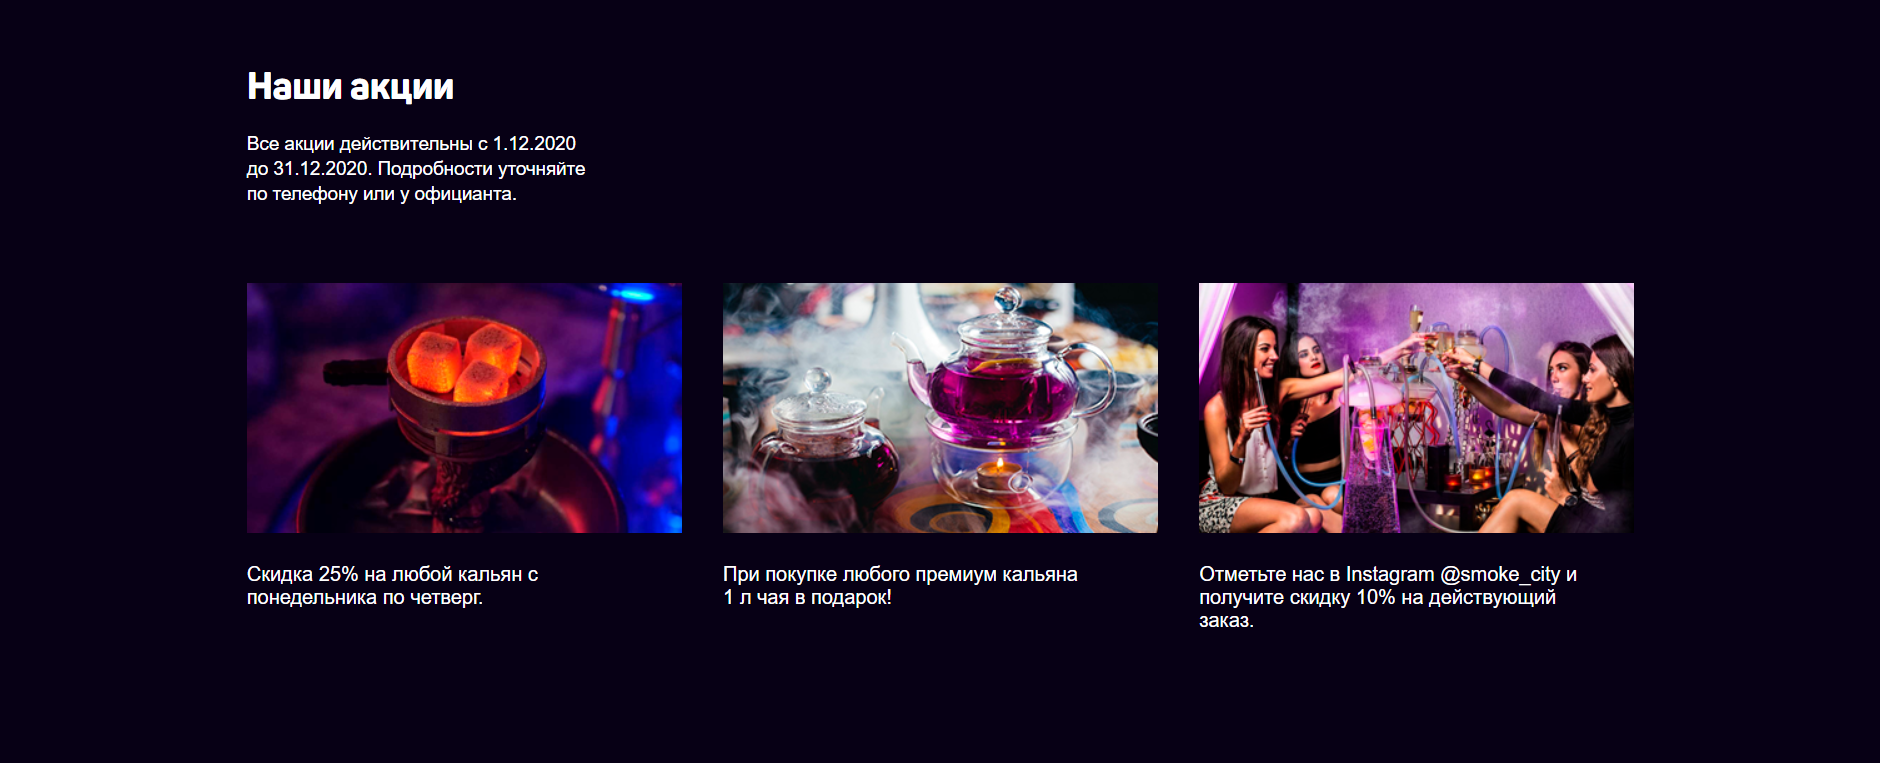 Наши акции
Все акции действительны с 1.12.2020
до 31.12.2020. Подробности уточняйте
по телефону или у официанта.
Скидка 25% на любой кальян с
понедельника по четверг.
При покупке любого премиум кальяна
1 л чая в подарок!
Отметьте нас в Instagram @smoke_city и
получите скидку 10% на действующий
заказ.